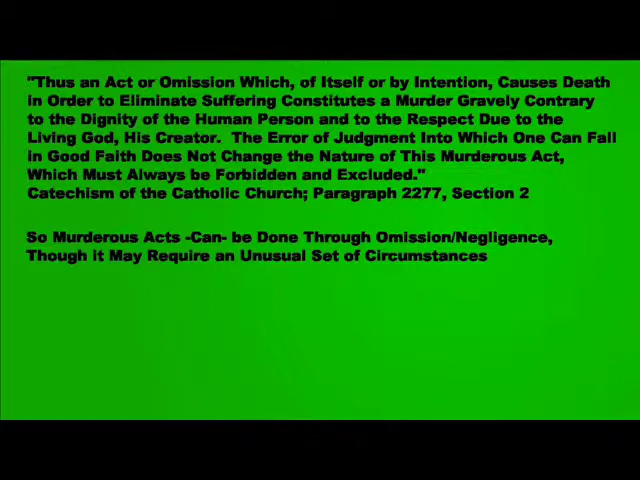 "Thus an Act or Omission Which, of Itself or by Intention, Causes Death
in Order to Eliminate Suffering Constitutes a Murder Gravely Contrary
to the Dignity of the Human Person and to the Respect Due to the
Living God, His Creator.  The Error of Judgment Into Which One Can Fall
in Good Faith Does Not Change the Nature of This Murderous Act,
Which Must Always be Forbidden and Excluded."
Catechism of the Catholic Church; Paragraph 2277, Section 2
So Murderous Acts -Can- be Done Through Omission/Negligence,
Though it May Require an Unusual Set of Circumstances